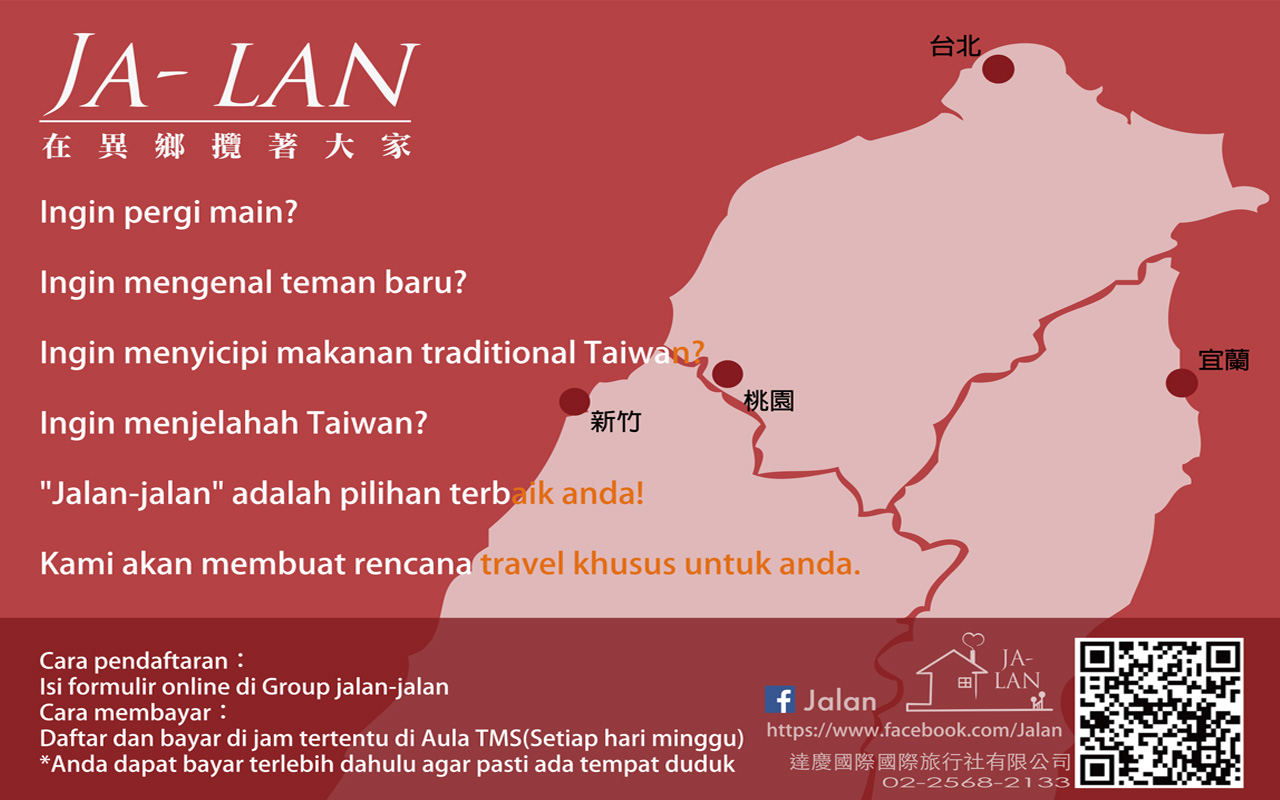 JA- LAN
在異鄉攬著大家
Ingin pergi main?
Ingin mengenal teman baru?
Ingin menyicipi makanan traditional Taiwan?
Ingin menjelahah Taiwan?
"Jalan-jalan" adalah pilihan terbaik anda!
Kami akan membuat rencana travel khusus untuk anda.
台北
桃園
新竹
宜蘭
Cara pendaftaran：
Isi formulir online di Group jalan-jalan
Cara membayar：
Daftar dan bayar di jam tertentu di Aula TMS(Setiap hari minggu)
*Anda dapat bayar terlebih dahulu agar pasti ada tempat duduk
f Jalan
JA-
LAN
https://www.facebook.com/Jalan
達慶國際國際旅行社有限公司
02-2568-2133